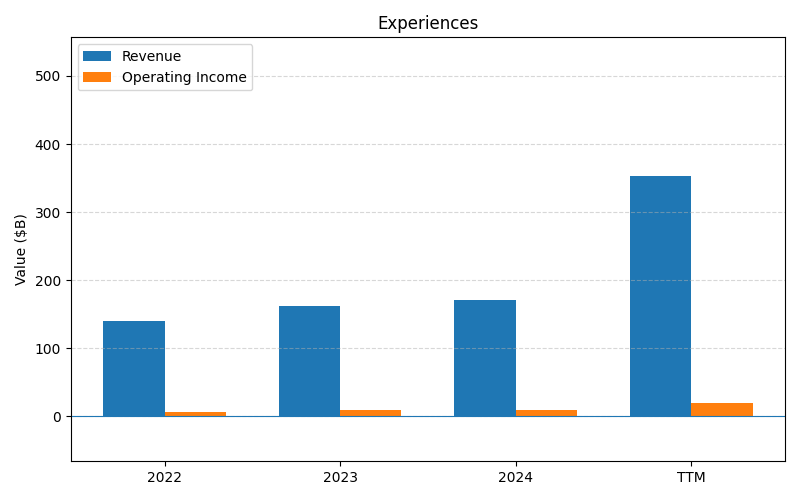 Experiences
Revenue
Operating Income
Value ($B)
500
400
300
200
100
0
2022 2023 2024 TTM